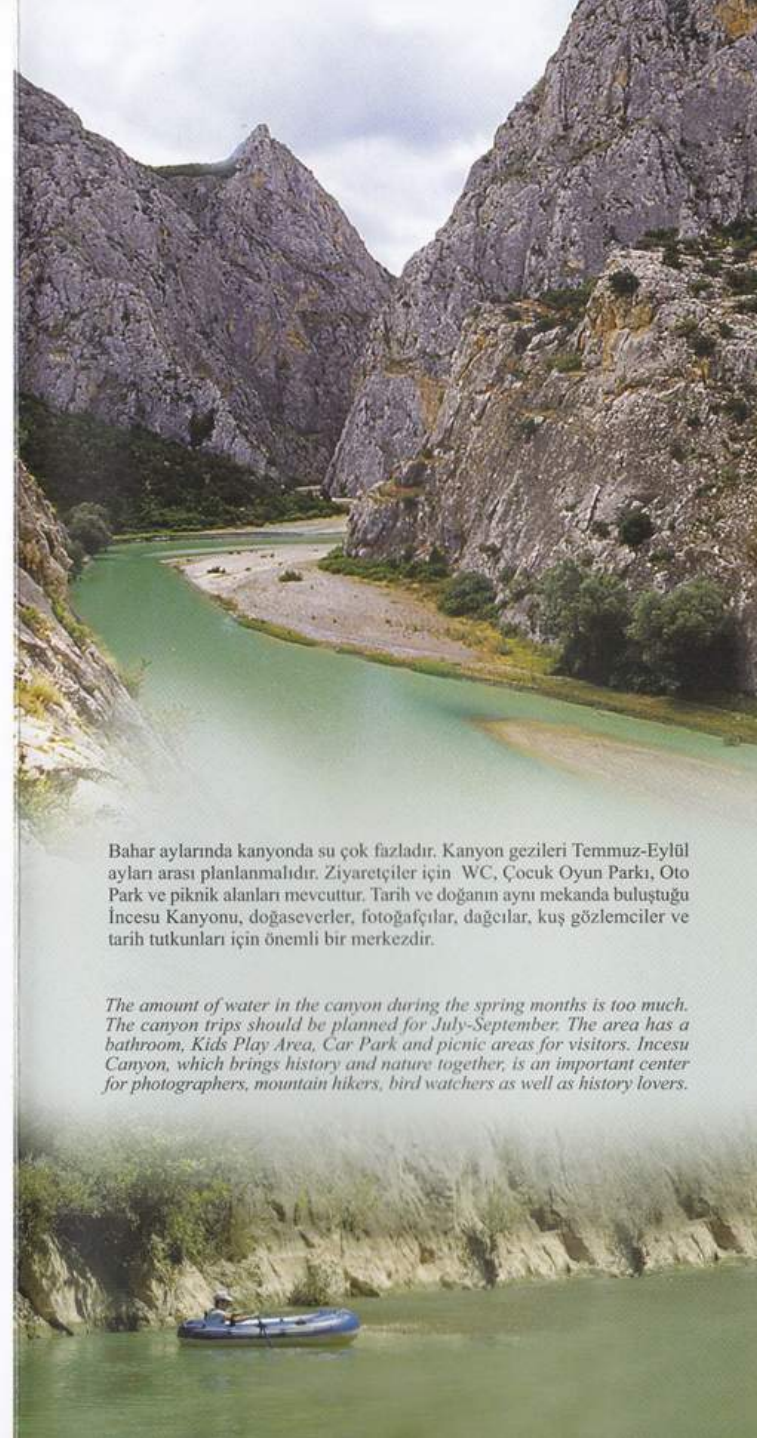 Bahar aylarında kanyonda su çok fazladır. Kanyon gezileri Temmuz-Eylül
ayları arası planlanmalıdır. Ziyaretçiler için WC, Çocuk Oyun Parkı, Oto
Park ve piknik alanları mevcuttur. Tarih ve doğanın aynı mekanda buluştuğu
İncesu Kanyonu, doğaseverler, fotoğafçılar, dağcılar, kuş gözlemciler ve
tarih tutkunları için önemli bir merkezdir.
The amount of water in the canyon during the spring months is too much.
The canyon trips should be planned for July-September. The area has a
bathroom, Kids Play Area, Car Park and picnic areas for visitors. Incesu
Canyon, which brings history and nature together, is an important center
for photographers, mountain hikers, bird watchers as well as history lovers.